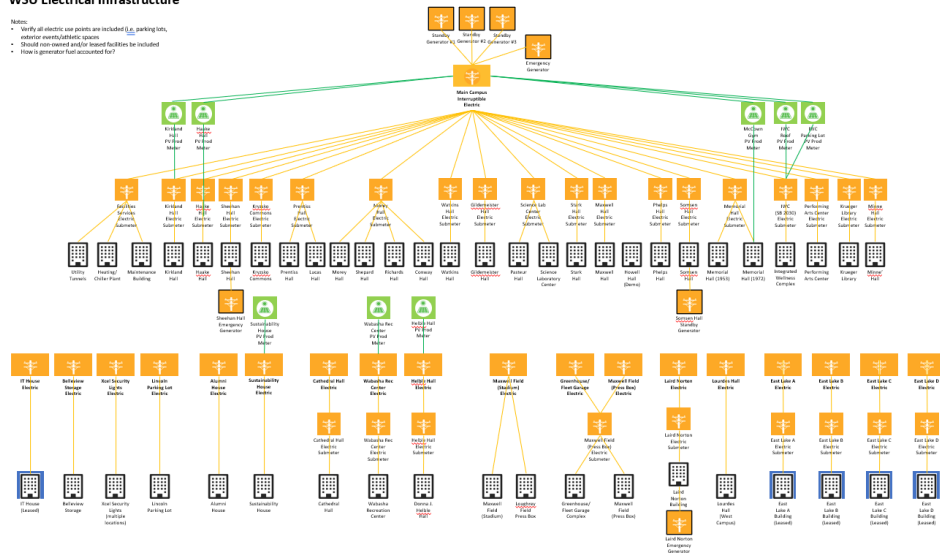 WSU Electrical Infrastructure
Notes:
• Verify all electric use points are included (i.e. parking lots,
exterior events/athletic spaces
• Should non-owned and/or leased facilities be included
• How is generator fuel accounted for?
Standby
Generator #1
Standby
Generator #2
Standby
Generator #3
Emergency
Generator
Main Campus
Interruptible
Electric
Kirkland
Hall
PV Prod
Meter
Haake
Hall
PV Prod
Meter
McCown
Gym
PV Prod
Meter
IWC
Roof
PV Prod
Meter
IWC
Parking Lot
PV Prod
Meter
Facilities
Services
Electric
Submeter
Kirkland
Hall
Electric
Submeter
Haake
Hall
Electric
Submeter
Sheehan
Hall
Electric
Submeter
Kryzsko
Commons
Electric
Submeter
Prentiss
Hall
Electric
Submeter
Morey
Hall
Electric
Submeter
Watkins
Hall
Electric
Submeter
Gildemeister
Hall
Electric
Submeter
Science Lab
Center
Electric
Submeter
Stark
Hall
Electric
Submeter
Maxwell
Hall
Electric
Submeter
Phelps
Hall
Electric
Submeter
Somsen
Hall
Electric
Submeter
Memorial
Hall
Electric
Submeter
IWC
(SB 2030)
Electric
Submeter
Performing
Arts Center
Electric
Submeter
Krueger
Library
Electric
Submeter
Minne
Hall
Electric
Submeter
Utility
Tunnels
Heating/
Chiller Plant
Maintenance
Building
Kirkland
Hall
Haake
Hall
Sheehan
Hall
Kryzsko
Commons
Prentiss
Hall
Lucas
Hall
Morey
Hall
Shepard
Hall
Richards
Hall
Conway
Hall
Watkins
Hall
Gildemeister
Hall
Pasteur
Hall
Science
Laboratory
Center
Stark
Hall
Maxwell
Hall
Howell
Hall
(Demo)
Phelps
Hall
Somsen
Hall
Memorial
Hall (1953)
Memorial
Hall (1972)
Integrated
Wellness
Complex
Performing
Arts Center
Krueger
Library
Minne
Hall
Sheehan Hall
Emergency
Generator
Sustainability
House
PV Prod
Meter
Wabasha Rec
Center
PV Prod
Meter
Helble Hall
PV Prod
Meter
Somsen Hall
Standby
Generator
IT House
Electric
Belleview
Storage
Electric
Xcel Security
Lights
Electric
Lincoln
Parking Lot
Alumni
House
Electric
Sustainability
House
Electric
Cathedral Hall
Electric
Wabasha Rec
Center
Electric
Helble Hall
Electric
Maxwell Field
(Stadium)
Electric
Greenhouse/
Fleet Garage
Electric
Maxwell Field
(Press Box)
Electric
Laird Norton
Electric
Lourdes Hall
Electric
East Lake A
Electric
East Lake B
Electric
East Lake C
Electric
East Lake D
Electric
Cathedral Hall
Electric
Submeter
Wabasha Rec
Center
Electric
Submeter
Helble Hall
Electric
Submeter
Maxwell Field
(Press Box)
Electric
Submeter
Laird Norton
Electric
Submeter
East Lake A
Electric
Submeter
East Lake B
Electric
Submeter
East Lake C
Electric
Submeter
East Lake D
Electric
Submeter
IT House
(Leased)
Belleview
Storage
Xcel Security
Lights
(multiple
locations)
Lincoln
Parking Lot
Alumni
House
Sustainability
House
Cathedral
Hall
Wabasha
Recreation
Center
Donna J.
Helble
Hall
Maxwell
Field
(Stadium)
Loughrey
Field
Press Box
Greenhouse/
Fleet Garage
Complex
Maxwell
Field
(Press Box)
Laird
Norton
Building
Lourdes
Hall
(West
Campus)
East
Lake A
Building
(Leased)
East
Lake B
Building
(Leased)
East
Lake C
Building
(Leased)
East
Lake D
Building
(Leased)
Laird Norton
Emergency
Generator